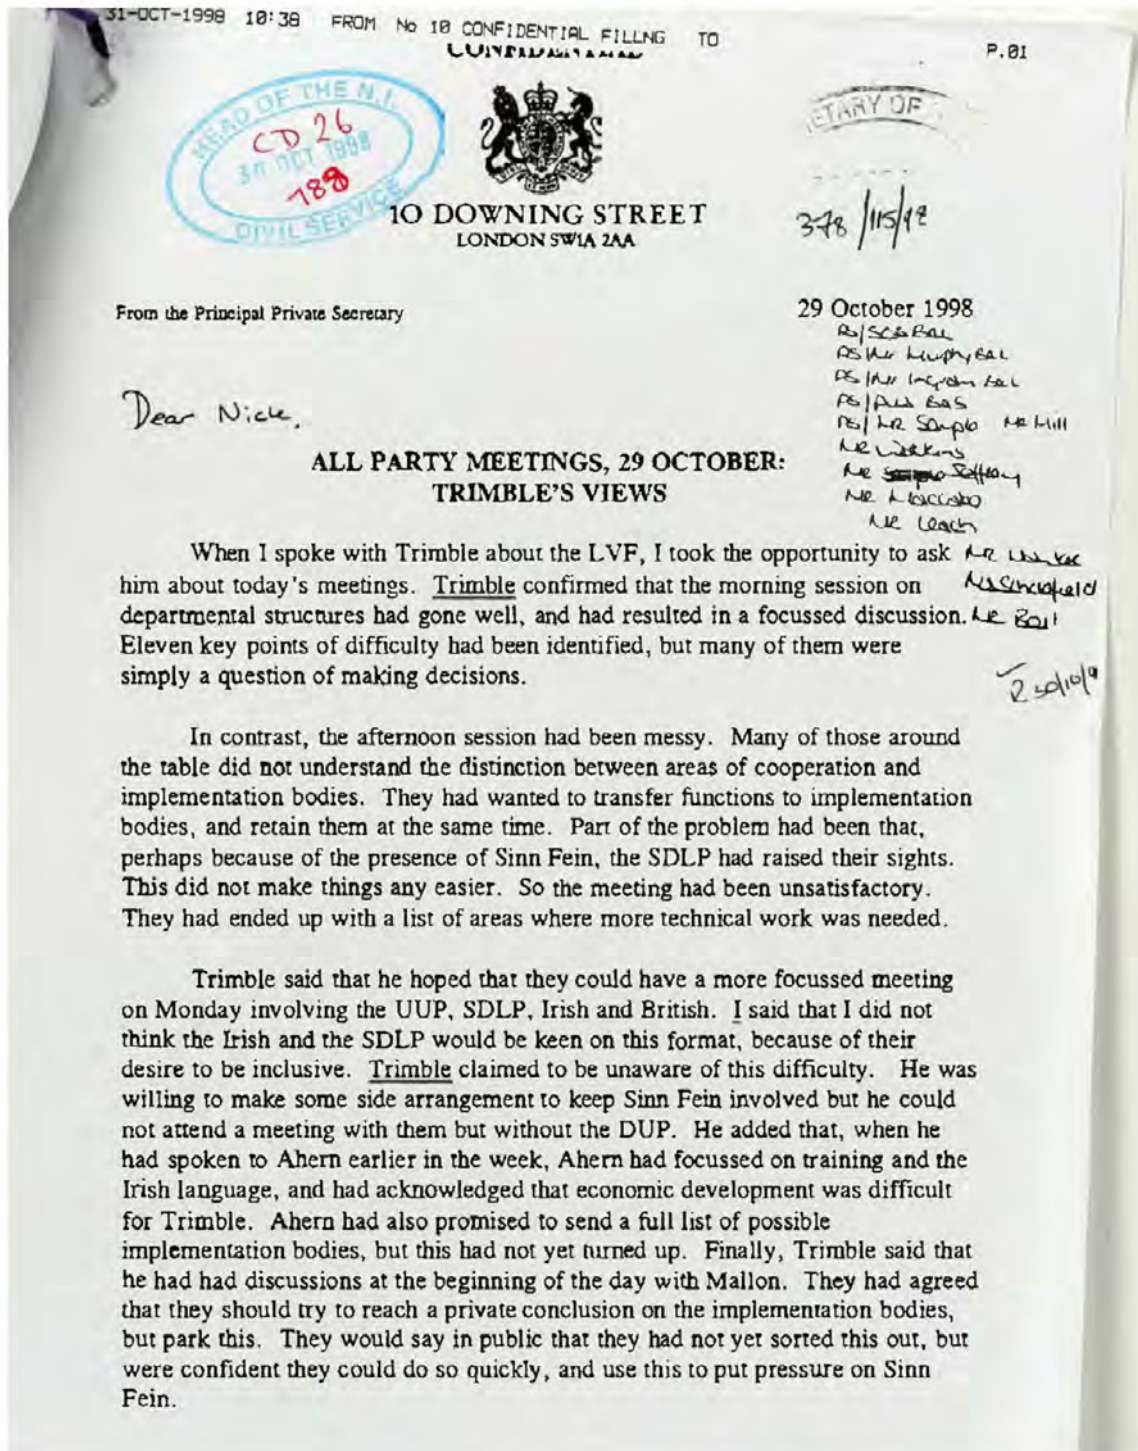 31-OCT-1998 10:38 FROM No 10 CONFIDENTIAL FILLNG TO P.01
HEAD OF THE N.I.
CD 26
30 OCT 1998
788
CIVIL SERVICE
ETARY OF
10 DOWNING STREET
LONDON SW1A 2AA
378/115/98
From the Principal Private Secretary
29 October 1998
PS/Mr Murphy B&L
PS/Mr Ingram B&L
PS/PUS B&B
PS/Mr Semple Mr Hill
Mr Watkins
Mr Leach
Dear Nick,
ALL PARTY MEETINGS, 29 OCTOBER:
TRIMBLE'S VIEWS
When I spoke with Trimble about the LVF, I took the opportunity to ask
him about today's meetings. Trimble confirmed that the morning session on
departmental structures had gone well, and had resulted in a focussed discussion.
Eleven key points of difficulty had been identified, but many of them were
simply a question of making decisions.
In contrast, the afternoon session had been messy. Many of those around
the table did not understand the distinction between areas of cooperation and
implementation bodies. They had wanted to transfer functions to implementation
bodies, and retain them at the same time. Part of the problem had been that,
perhaps because of the presence of Sinn Fein, the SDLP had raised their sights.
This did not make things any easier. So the meeting had been unsatisfactory.
They had ended up with a list of areas where more technical work was needed.
Trimble said that he hoped that they could have a more focussed meeting
on Monday involving the UUP, SDLP, Irish and British. I said that I did not
think the Irish and the SDLP would be keen on this format, because of their
desire to be inclusive. Trimble claimed to be unaware of this difficulty. He was
willing to make some side arrangement to keep Sinn Fein involved but he could
not attend a meeting with them but without the DUP. He added that, when he
had spoken to Ahern earlier in the week, Ahern had focussed on training and the
Irish language, and had acknowledged that economic development was difficult
for Trimble. Ahern had also promised to send a full list of possible
implementation bodies, but this had not yet turned up. Finally, Trimble said that
he had had discussions at the beginning of the day with Mallon. They had agreed
that they should try to reach a private conclusion on the implementation bodies,
but park this. They would say in public that they had not yet sorted this out, but
were confident they could do so quickly, and use this to put pressure on Sinn
Fein.